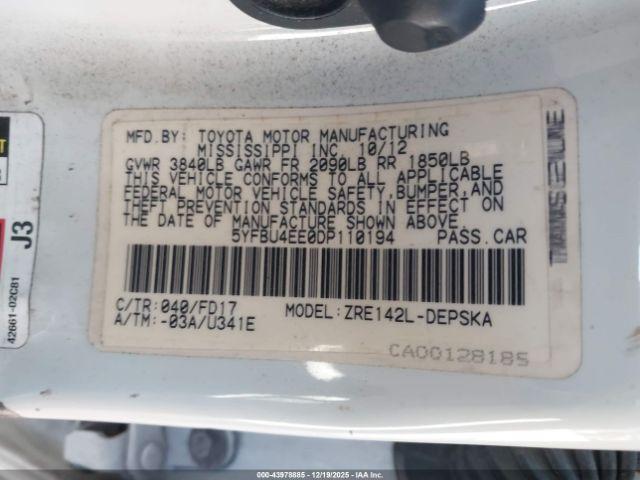 MFD.BY: TOYOTA MOTOR MANUFACTURING
MISSISSIPPI INC. 10/12
GVWR 3840LB GAWR FR 2090LB RR 1850LB
THIS VEHICLE CONFORMS TO ALL APPLICABLE
FEDERAL MOTOR VEHICLE SAFETY, BUMPER, AND
THEFT PREVENTION STANDARDS IN EFFECT ON
THE DATE OF MANUFACTURE SHOWN ABOVE.
5YFBU4EE0DP110194 PASS.CAR
C/TR:040/FD17 MODEL:ZRE142L-DEPSKA
A/TM:-03A/U341E
CA00128185
J3
42661-02C81
200-43978885 | 12/19/2025 | IAAI.COM